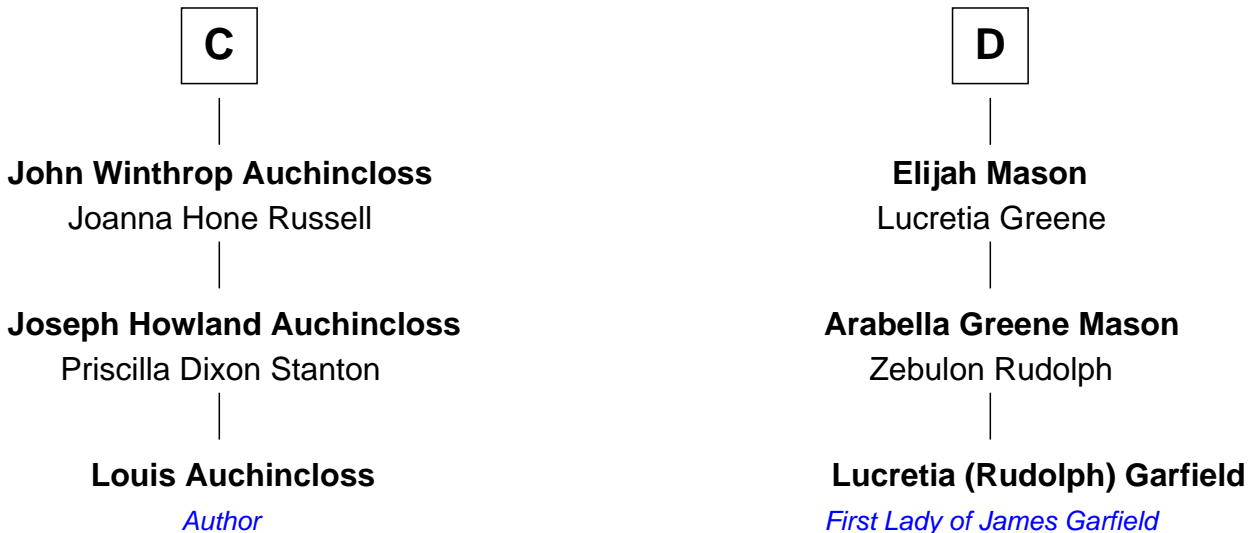 C
John Winthrop Auchincloss
Joanna Hone Russell
Joseph Howland Auchincloss
Priscilla Dixon Stanton
Louis Auchincloss
Author
D
Elijah Mason
Lucretia Greene
Arabella Greene Mason
Zebulon Rudolph
Lucretia (Rudolph) Garfield
First Lady of James Garfield